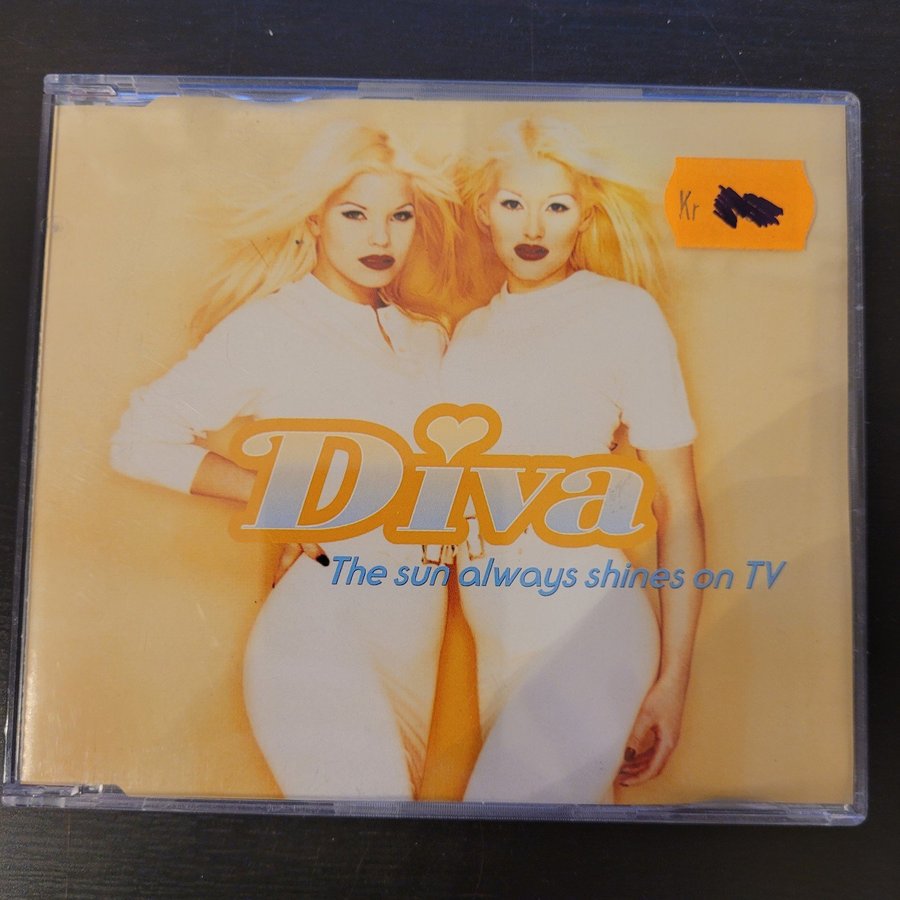 Kr
Diva
The sun always shines on TV